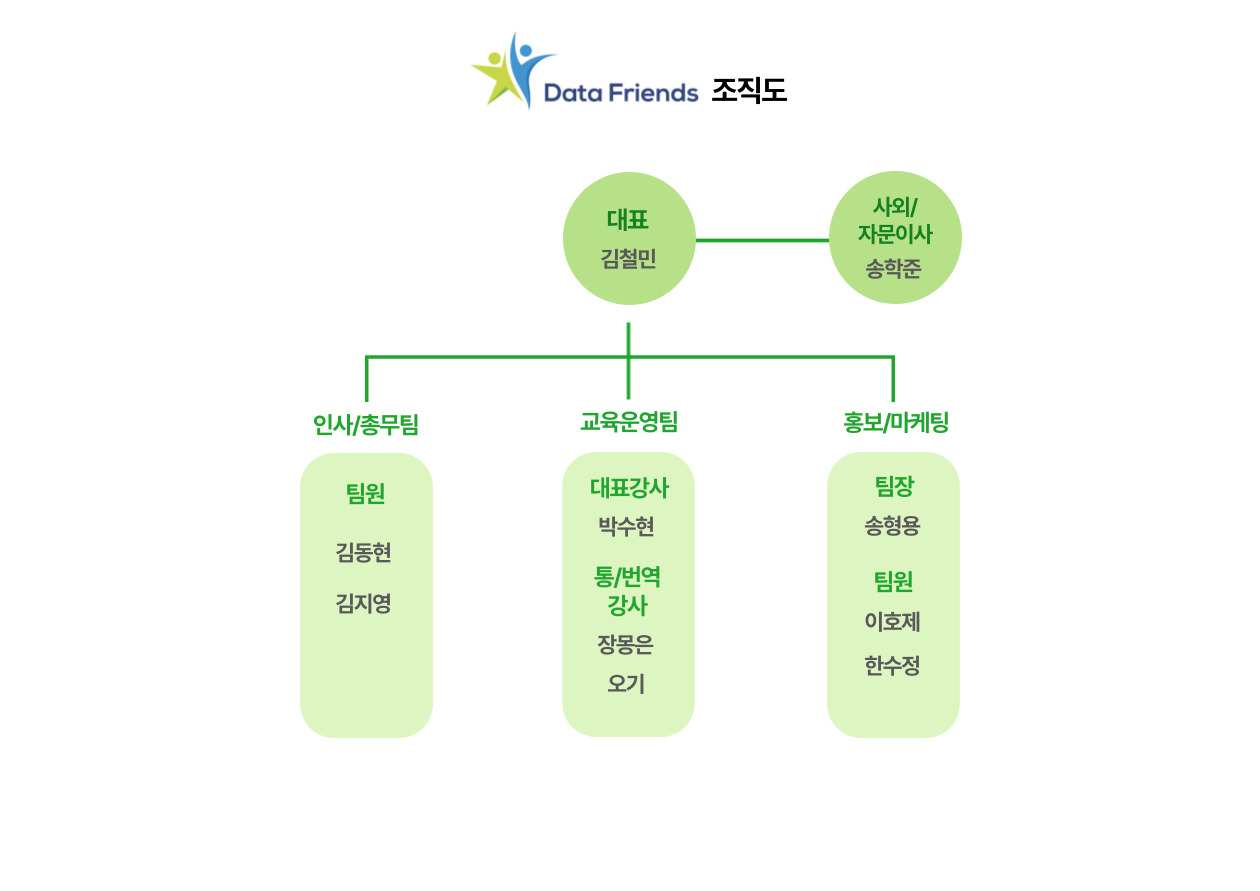 Data Friends 조직도
대표
김철민
사외/
자문이사
송학준
인사/총무팀
팀원
김동현
김지영
교육운영팀
대표강사
박수현
통/번역
강사
장몽은
오기
홍보/마케팅
팀장
송형용
팀원
이호제
한수정